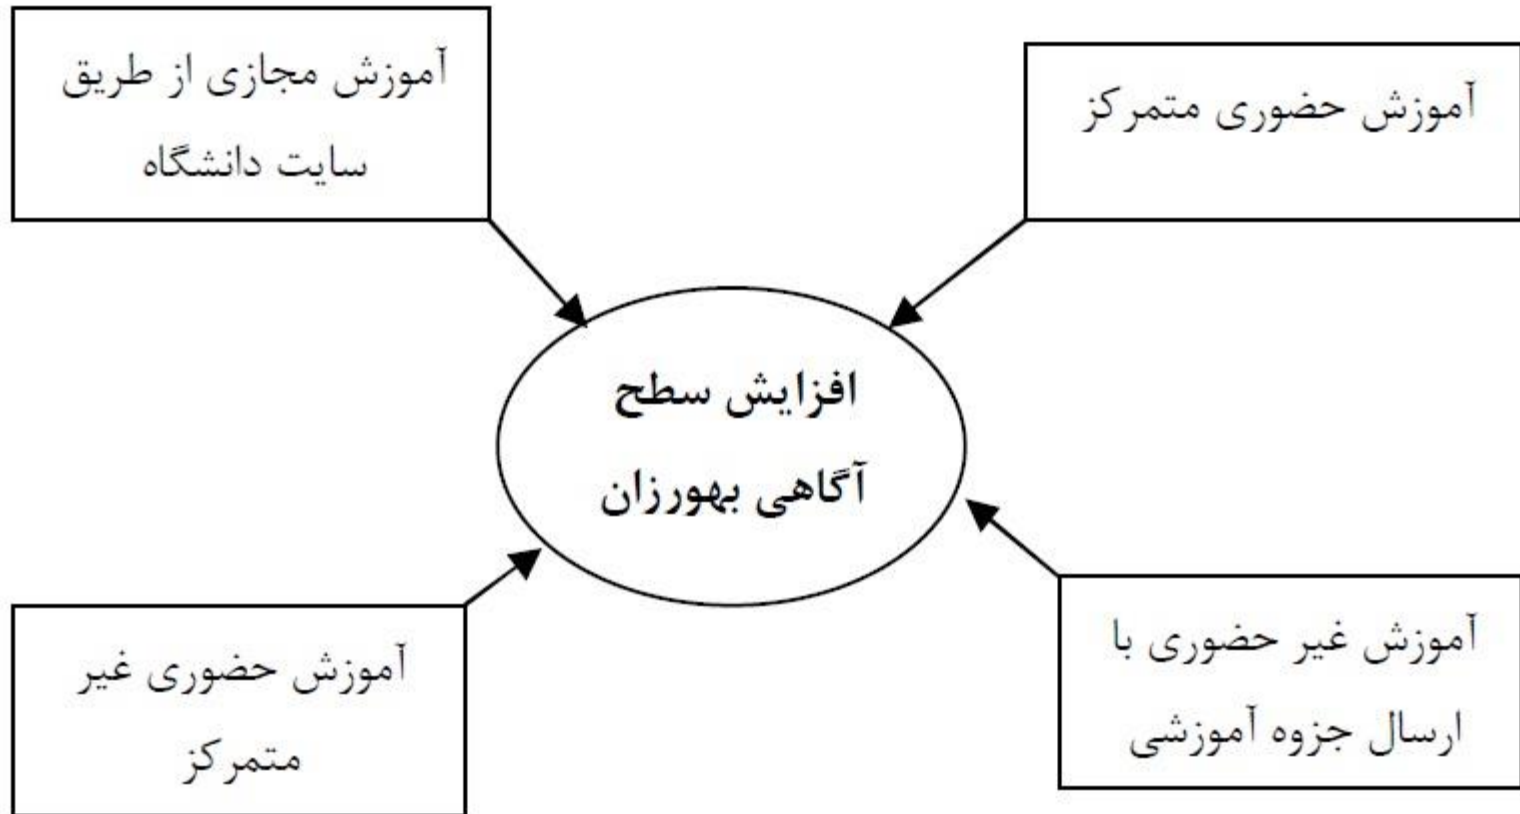 آموزش حضوری متمرکز
آموزش مجازی از طریق
سایت دانشگاه
افزایش سطح
آگاهی بهورزان
آموزش غیر حضوری با
ارسال جزوه آموزشی
آموزش حضوری غیر
متمرکز